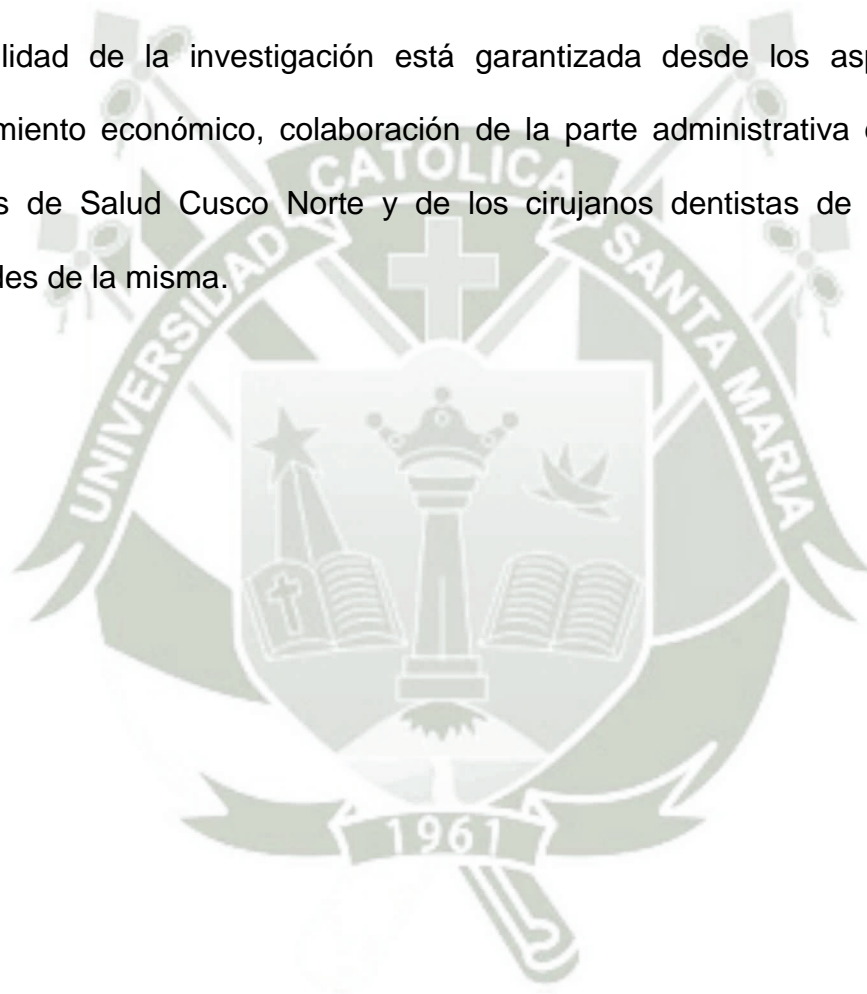 lidad de la investigación está garantizada desde los asp
miento económico, colaboración de la parte administrativa
s de Salud Cusco Norte y de los cirujanos dentistas de
les de la misma.
UNIVERSIDAD CATOLICA SANTA MARIA
1961